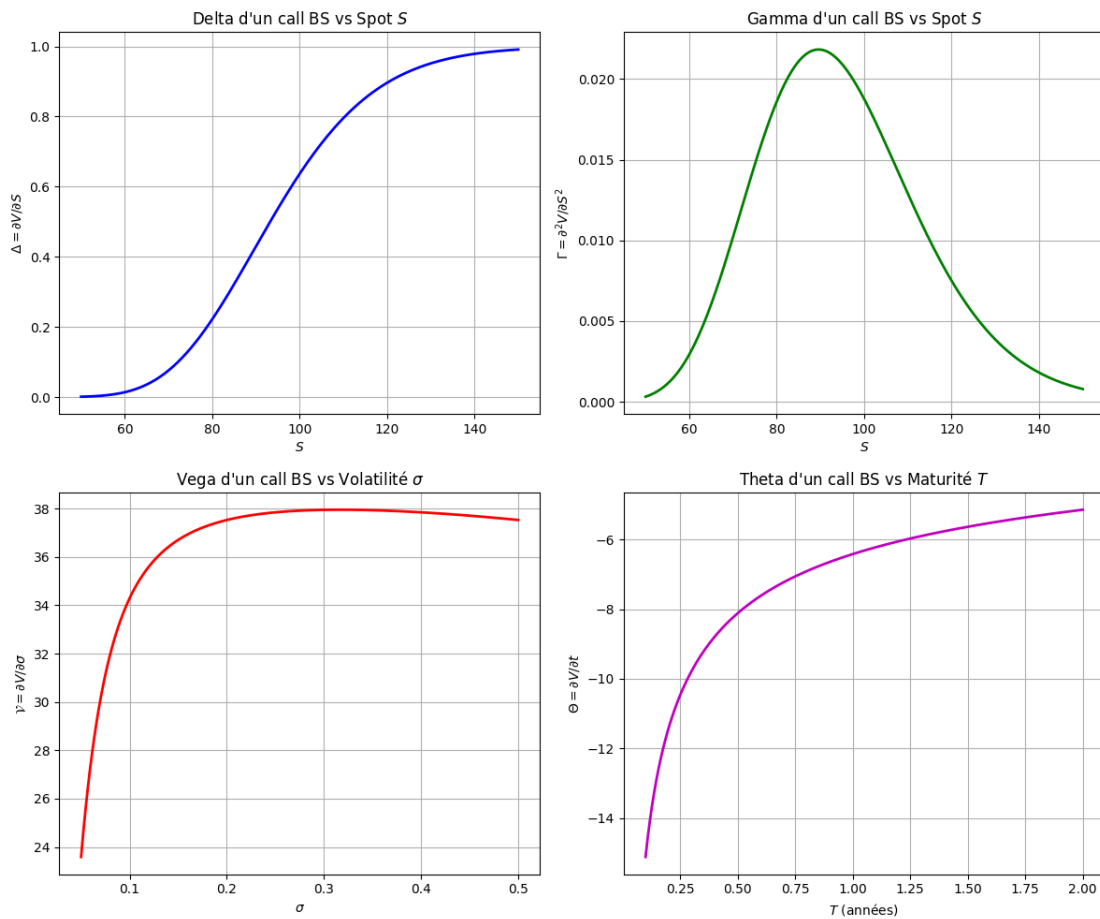 Delta d'un call BS vs Spot S
1.0
0.8
0.6
0.4
0.2
0.0
Δ = ∂V/∂S
60 80 100 120 140
S
Gamma d'un call BS vs Spot S
0.020
0.015
0.010
0.005
0.000
Γ = ∂²V/∂S²
60 80 100 120 140
S
Vega d'un call BS vs Volatilité σ
38
36
34
32
30
28
26
24
𝒱 = ∂V/∂σ
0.1 0.2 0.3 0.4 0.5
σ
Theta d'un call BS vs Maturité T
−6
−8
−10
−12
−14
Θ = ∂V/∂t
0.25 0.50 0.75 1.00 1.25 1.50 1.75 2.00
T (années)